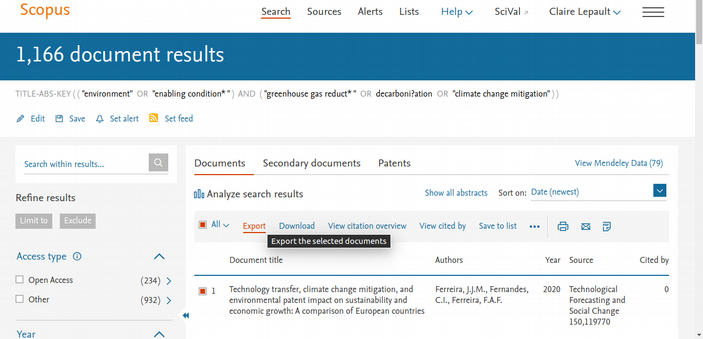 Scopus
Search Sources Alerts Lists Help SciVal Claire Lepault
1,166 document results
TITLE-ABS-KEY ( ( "environment" OR "enabling condition*" ) AND ( "greenhouse gas reduct*" OR decarboni?ation OR "climate change mitigation" ) )
Edit Save Set alert Set feed
Search within results...
Documents Secondary documents Patents View Mendeley Data (79)
Refine results
Limit to Exclude
Analyze search results Show all abstracts Sort on: Date (newest)
All Export Download View citation overview View cited by Save to list ...
Export the selected documents
Access type
Open Access (234)
Other (932)
Year
Document title Authors Year Source Cited by
1 Technology transfer, climate change mitigation, and environmental patent impact on sustainability and economic growth: A comparison of European countries
Ferreira, J.J.M., Fernandes, C.I., Ferreira, F.A.F.
2020
Technological Forecasting and Social Change 150,119770
0